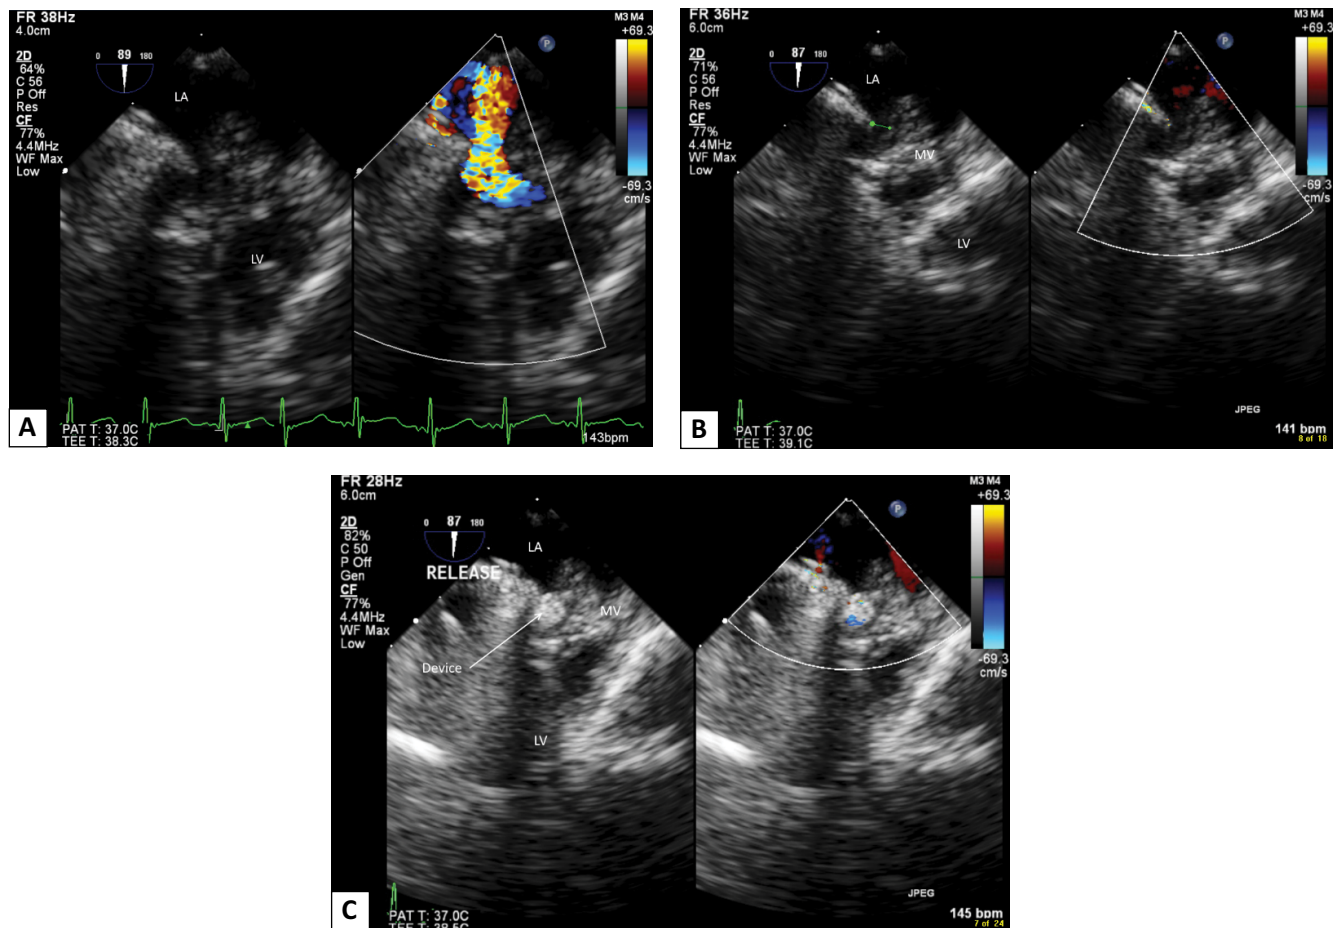 FR 38Hz
4.0cm
M3 M4
+69.3
P
2D
64%
C 56
P Off
Res
CF
77%
4.4MHz
WF Max
Low
0 89 180
LA
LV
-69.3
cm/s
A
PAT T: 37.0C
TEE T: 38.3C
143bpm
FR 36Hz
6.0cm
M3 M4
+69.3
P
2D
71%
C 56
P Off
Res
CF
77%
4.4MHz
WF Max
Low
0 87 180
LA
MV
LV
-69.3
cm/s
JPEG
B
PAT T: 37.0C
TEE T: 39.1C
141 bpm
8 of 18
FR 28Hz
6.0cm
M3 M4
+69.3
P
2D
82%
C 50
P Off
Gen
CF
77%
4.4MHz
WF Max
Low
0 87 180
RELEASE
LA
MV
Device
LV
-69.3
cm/s
JPEG
C
PAT T: 37.0C
TEE T: 38.5C
145 bpm
7 of 24